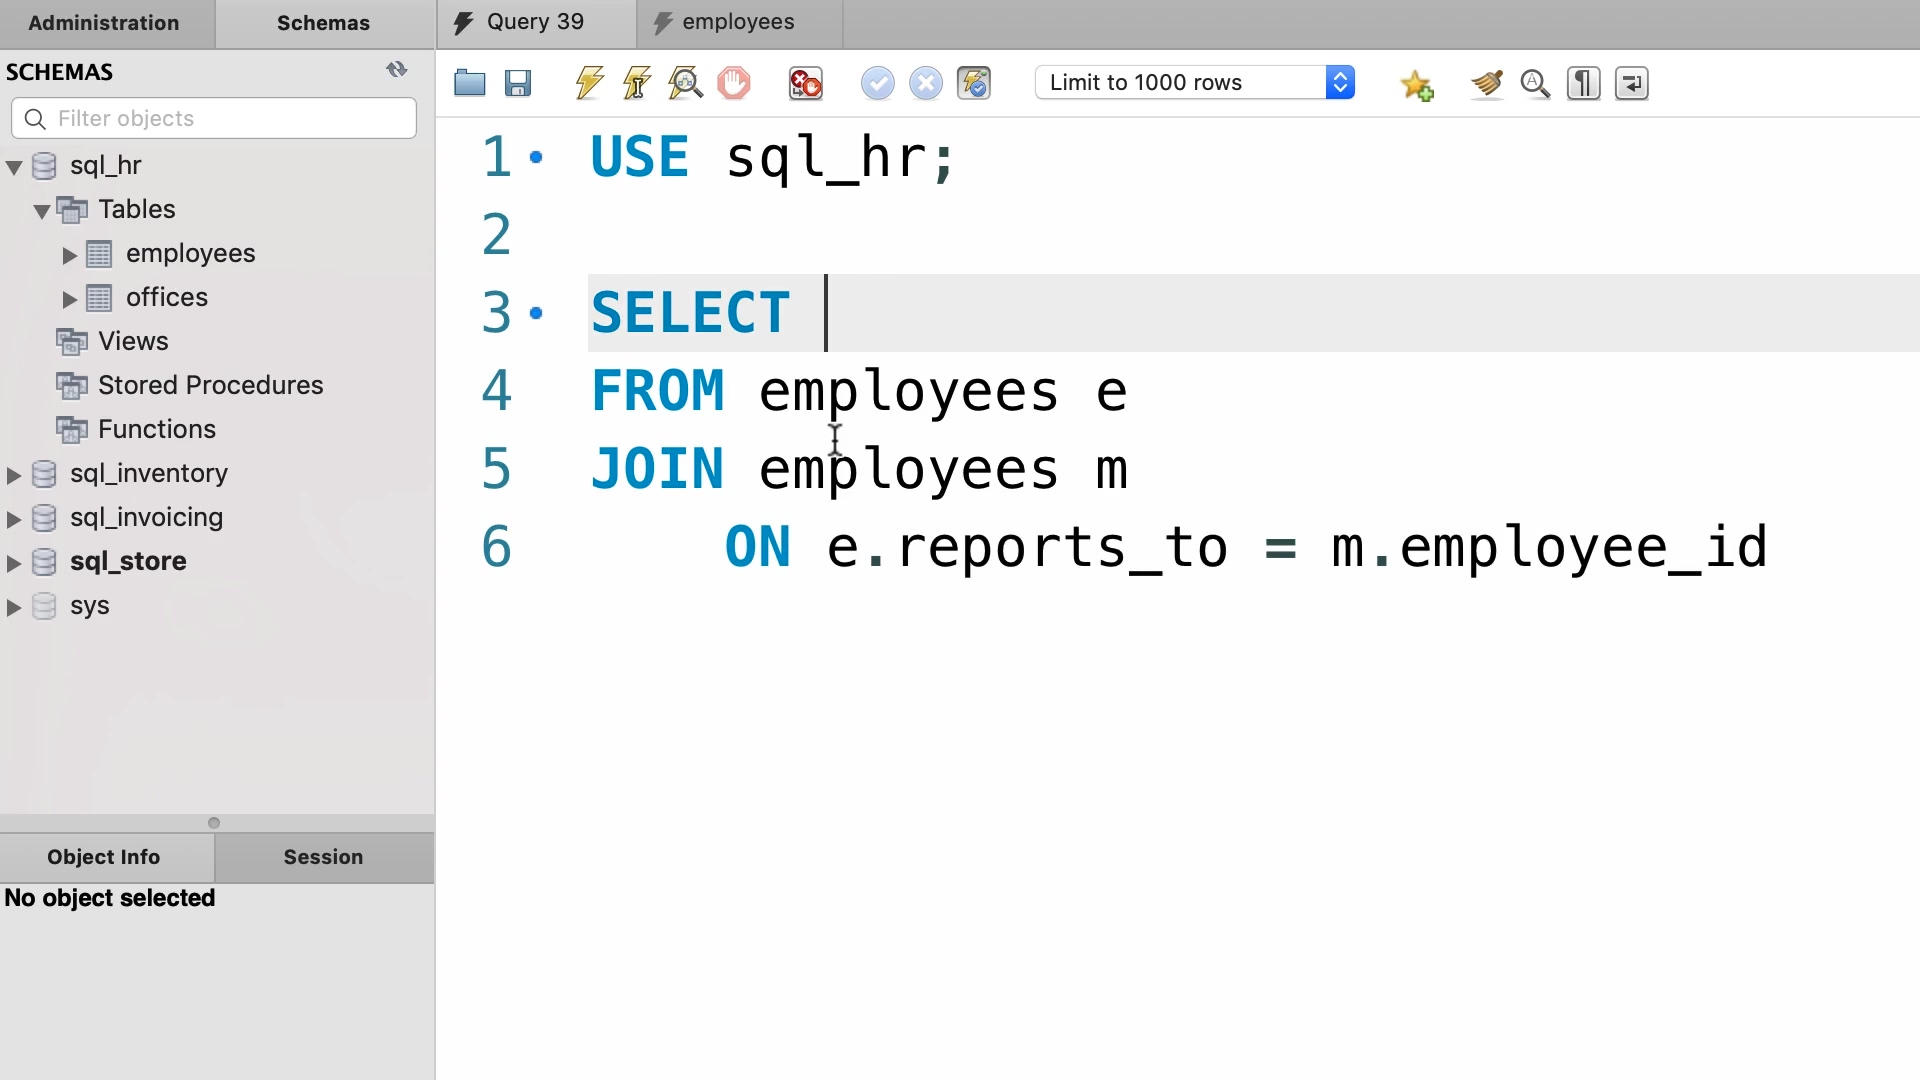 Administration
Schemas
Query 39
employees
SCHEMAS
Filter objects
Limit to 1000 rows
sql_hr
Tables
employees
offices
Views
Stored Procedures
Functions
sql_inventory
sql_invoicing
sql_store
sys
1 USE sql_hr;
2
3 SELECT
4 FROM employees e
5 JOIN employees m
6 ON e.reports_to = m.employee_id
Object Info
Session
No object selected